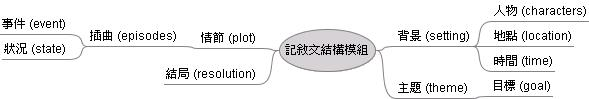 事件 (event)
狀況 (state)
插曲 (episodes)
情節 (plot)
結局 (resolution)
記敘文結構模組
背景 (setting)
人物 (characters)
地點 (location)
時間 (time)
主題 (theme)
目標 (goal)